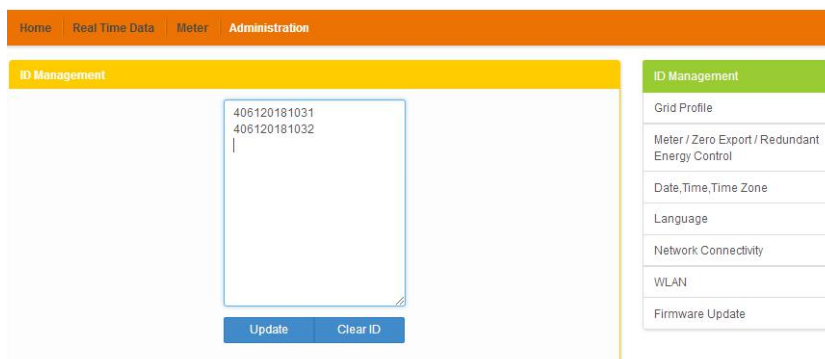 Home Real Time Data Meter Administration
ID Management
406120181031
406120181032
Update Clear ID
ID Management
Grid Profile
Meter / Zero Export / Redundant
Energy Control
Date,Time,Time Zone
Language
Network Connectivity
WLAN
Firmware Update